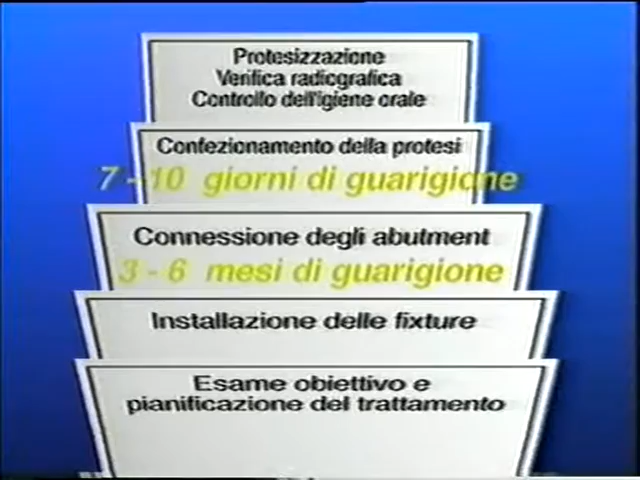 Protesizzazione
Verifica radiografica
Controllo dell'igiene orale
Confezionamento della protesi
7 - 10 giorni di guarigione
Connessione degli abutment
3 - 6 mesi di guarigione
Installazione delle fixture
Esame obiettivo e
pianificazione del trattamento